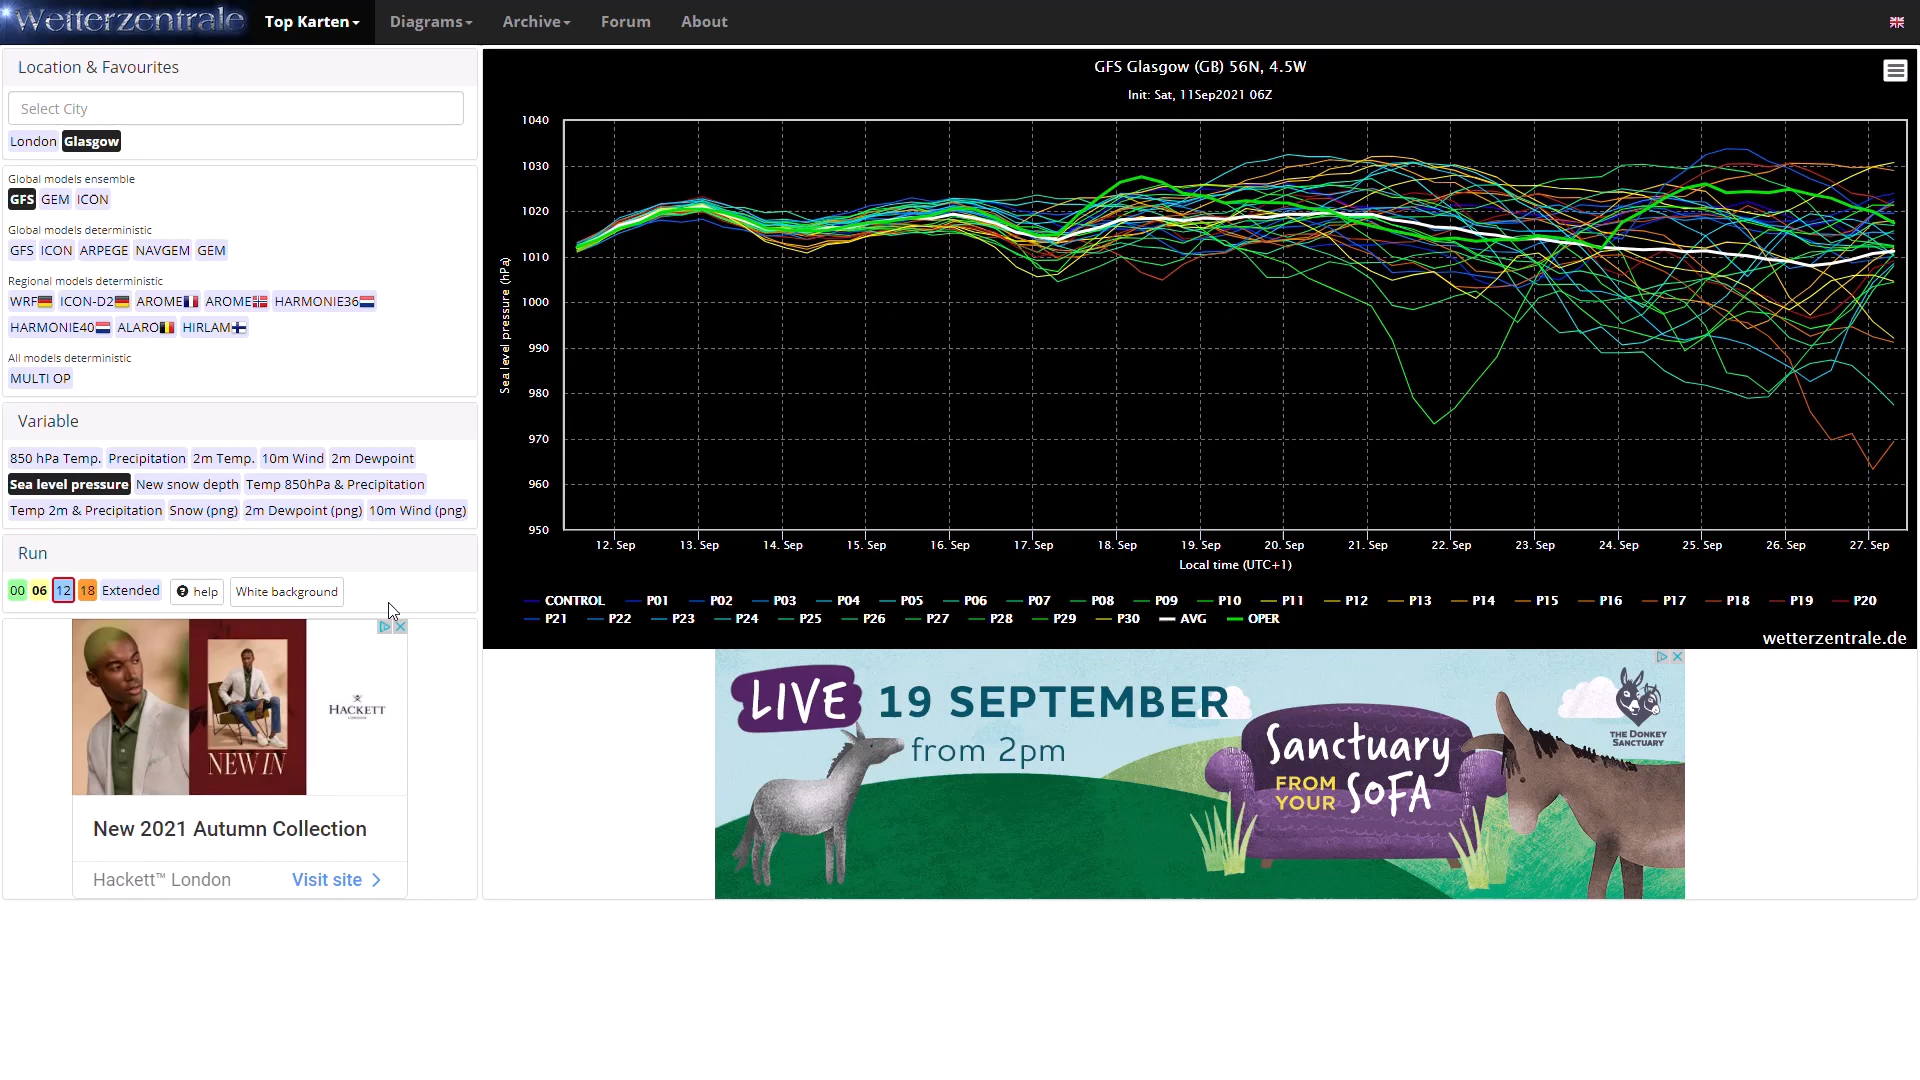 Wetterzentrale Top Karten Diagrams Archive Forum About
Location & Favourites
Select City
London Glasgow
Global models ensemble
GFS GEM ICON
Global models deterministic
GFS ICON ARPEGE NAVGEM GEM
Regional models deterministic
WRF ICON-D2 AROME AROME HARMONIE36
HARMONIE40 ALARO HIRLAM
All models deterministic
MULTI OP
Variable
850 hPa Temp. Precipitation 2m Temp. 10m Wind 2m Dewpoint
Sea level pressure New snow depth Temp 850hPa & Precipitation
Temp 2m & Precipitation Snow (png) 2m Dewpoint (png) 10m Wind (png)
Run
00 06 12 18 Extended help White background
NEW IN
HACKETT
LONDON
New 2021 Autumn Collection
Hackett™ London Visit site
GFS Glasgow (GB) 56N, 4.5W
Init: Sat, 11Sep2021 06Z
1040
1030
1020
1010
1000
990
980
970
960
950
Sea level pressure (hPa)
12. Sep 13. Sep 14. Sep 15. Sep 16. Sep 17. Sep 18. Sep 19. Sep 20. Sep 21. Sep 22. Sep 23. Sep 24. Sep 25. Sep 26. Sep 27. Sep
Local time (UTC+1)
CONTROL P01 P02 P03 P04 P05 P06 P07 P08 P09 P10 P11 P12 P13 P14 P15 P16 P17 P18 P19 P20
P21 P22 P23 P24 P25 P26 P27 P28 P29 P30 AVG OPER
wetterzentrale.de
LIVE 19 SEPTEMBER
from 2pm
Sanctuary
FROM
YOUR SOFA
THE DONKEY
SANCTUARY